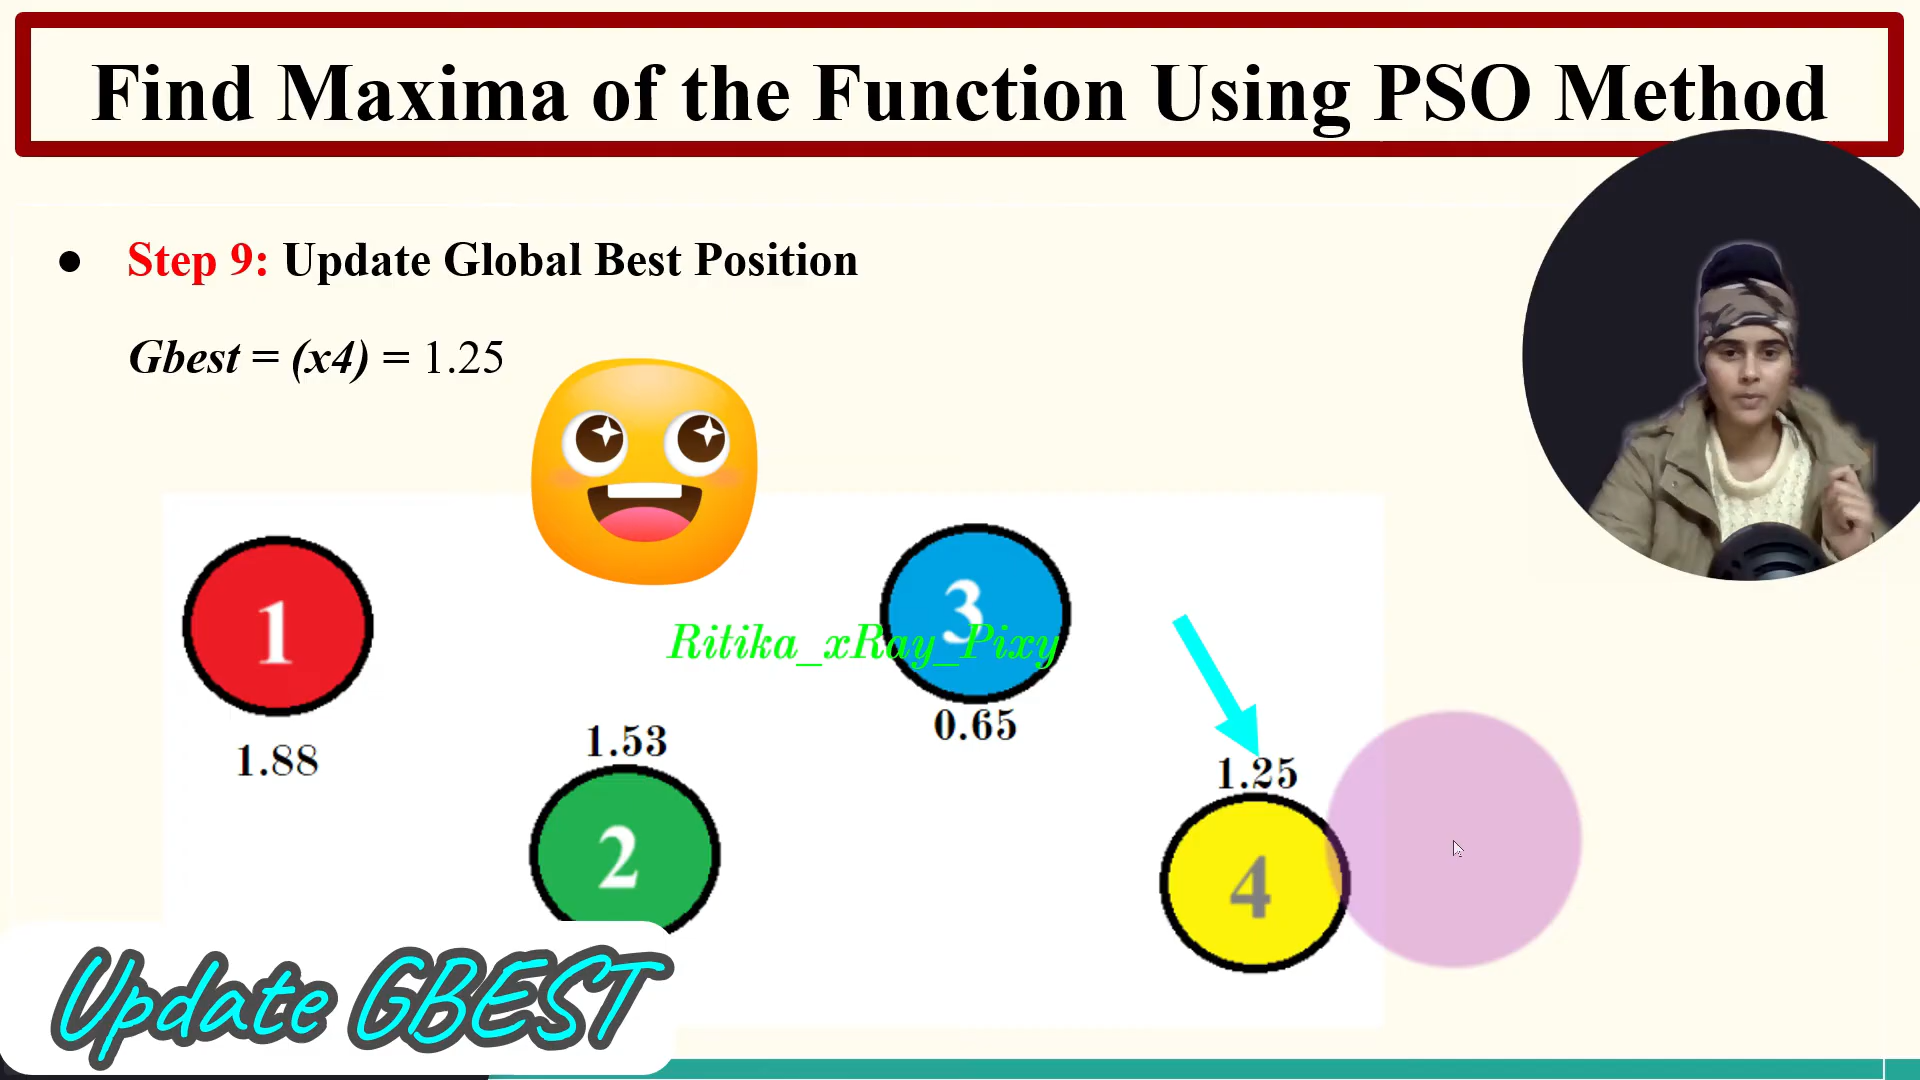 Find Maxima of the Function Using PSO Method
● Step 9: Update Global Best Position
Gbest = (x4) = 1.25
1
3
Ritika_xRay_Pixy
1.88
1.53
0.65
1.25
2
4
Update GBEST